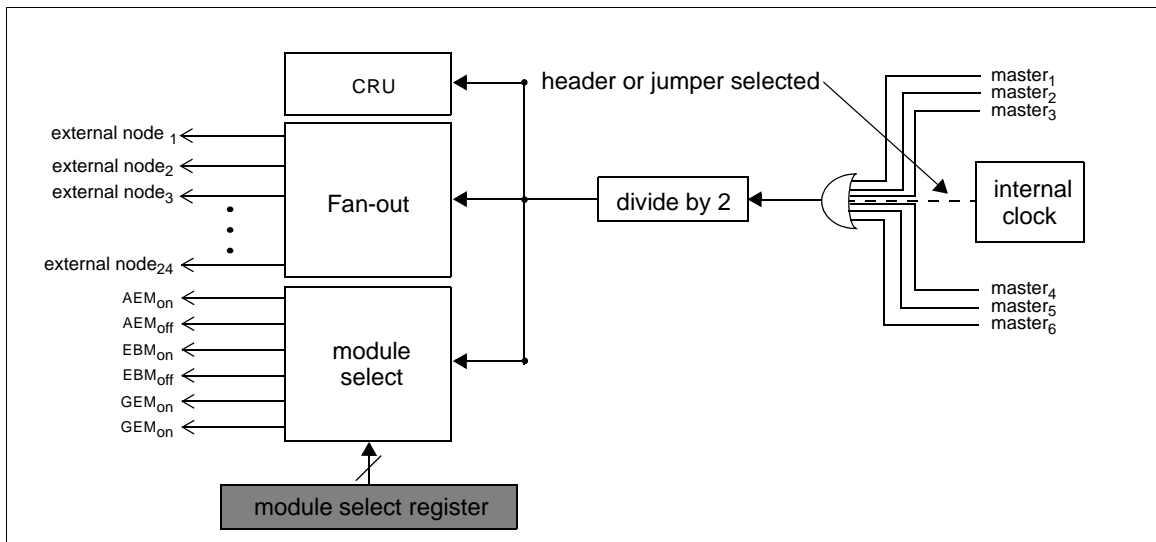 CRU
header or jumper selected
master1
master2
master3
external node 1
external node2
external node3
external node24
Fan-out
divide by 2
internal
clock
master4
master5
master6
AEMon
AEMoff
EBMon
EBMoff
GEMon
GEMon
module
select
module select register